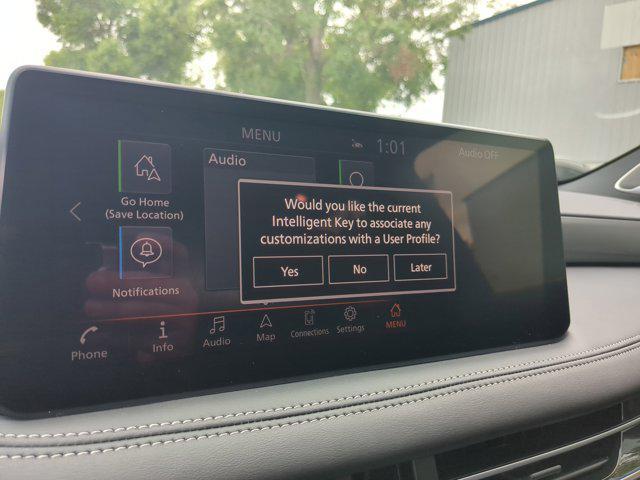 MENU
1:01
Audio OFF
Audio
Go Home
(Save Location)
Would you like the current
Intelligent Key to associate any
customizations with a User Profile?
Yes
No
Later
Notifications
Phone
Info
Audio
Map
Connections
Settings
MENU